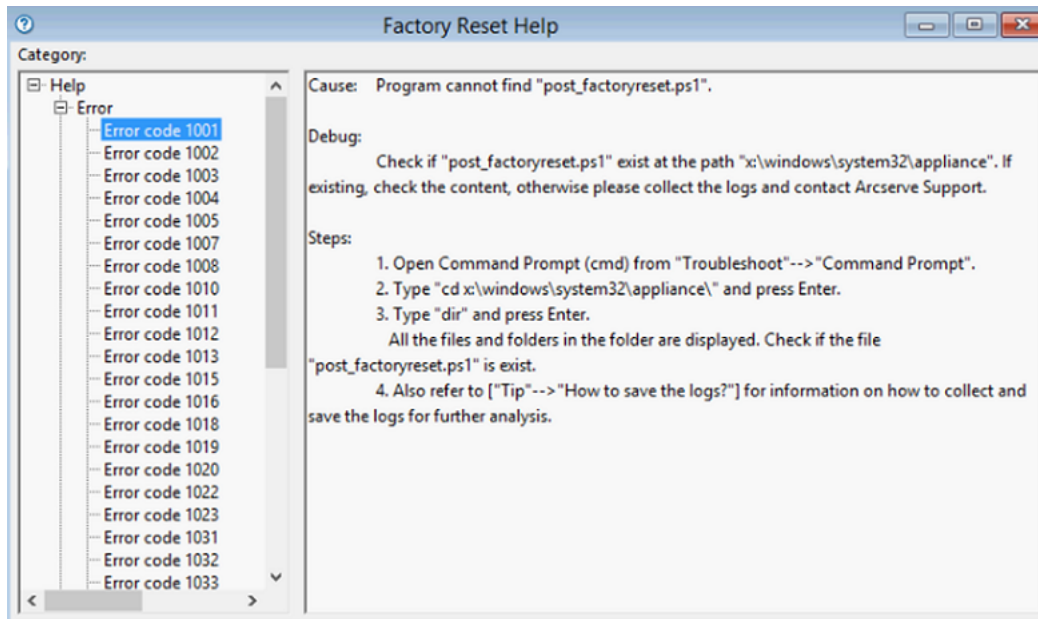 Factory Reset Help
Category:
Help
Error
Error code 1001
Error code 1002
Error code 1003
Error code 1004
Error code 1005
Error code 1007
Error code 1008
Error code 1010
Error code 1011
Error code 1012
Error code 1013
Error code 1015
Error code 1016
Error code 1018
Error code 1019
Error code 1020
Error code 1022
Error code 1023
Error code 1031
Error code 1032
Error code 1033
Cause: Program cannot find "post_factoryreset.ps1".
Debug:
Check if "post_factoryreset.ps1" exist at the path "x:\windows\system32\appliance". If
existing, check the content, otherwise please collect the logs and contact Arcserve Support.
Steps:
1. Open Command Prompt (cmd) from "Troubleshoot"-->"Command Prompt".
2. Type "cd x:\windows\system32\appliance\" and press Enter.
3. Type "dir" and press Enter.
All the files and folders in the folder are displayed. Check if the file
"post_factoryreset.ps1" is exist.
4. Also refer to ["Tip"-->"How to save the logs?"] for information on how to collect and
save the logs for further analysis.